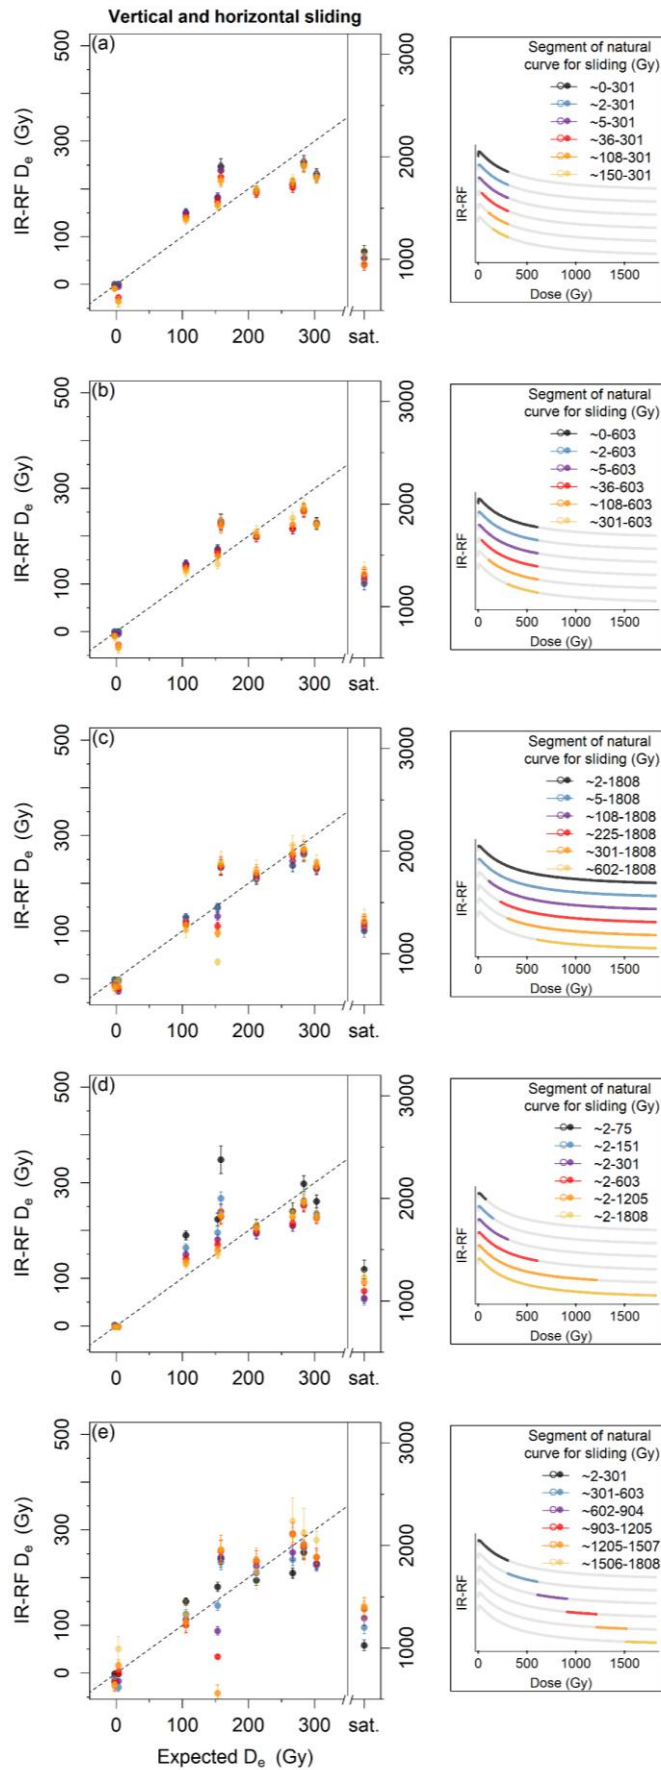 Vertical and horizontal sliding
(a)
IR-RF De (Gy)
500
300
100
0
0 100 200 300 sat.
3000
2000
1000
Segment of natural
curve for sliding (Gy)
~0-301
~2-301
~5-301
~36-301
~108-301
~150-301
IR-RF
0 500 1000 1500
Dose (Gy)
(b)
IR-RF De (Gy)
500
300
100
0
0 100 200 300 sat.
3000
2000
1000
Segment of natural
curve for sliding (Gy)
~0-603
~2-603
~5-603
~36-603
~108-603
~301-603
IR-RF
0 500 1000 1500
Dose (Gy)
(c)
IR-RF De (Gy)
500
300
100
0
0 100 200 300 sat.
3000
2000
1000
Segment of natural
curve for sliding (Gy)
~2-1808
~5-1808
~108-1808
~225-1808
~301-1808
~602-1808
IR-RF
0 500 1000 1500
Dose (Gy)
(d)
IR-RF De (Gy)
500
300
100
0
0 100 200 300 sat.
3000
2000
1000
Segment of natural
curve for sliding (Gy)
~2-75
~2-151
~2-301
~2-603
~2-1205
~2-1808
IR-RF
0 500 1000 1500
Dose (Gy)
(e)
IR-RF De (Gy)
500
300
100
0
0 100 200 300 sat.
Expected De (Gy)
3000
2000
1000
Segment of natural
curve for sliding (Gy)
~2-301
~301-603
~602-904
~903-1205
~1205-1507
~1506-1808
IR-RF
0 500 1000 1500
Dose (Gy)